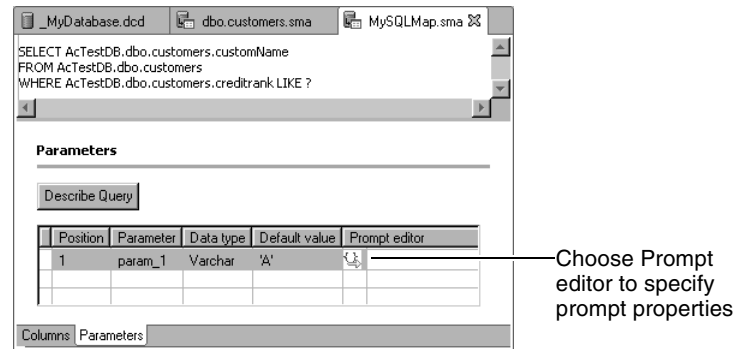 _MyDatabase.dcd dbo.customers.sma MySQLMap.sma
SELECT AcTestDB.dbo.customers.customName
FROM AcTestDB.dbo.customers
WHERE AcTestDB.dbo.customers.creditrank LIKE ?
Parameters
Describe Query
Position Parameter Data type Default value Prompt editor
1 param_1 Varchar 'A'
Choose Prompt
editor to specify
prompt properties
Columns Parameters